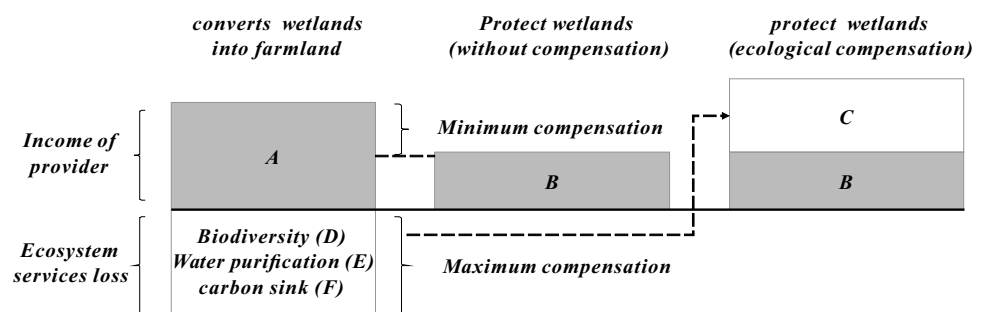 converts wetlands
into farmland
Protect wetlands
(without compensation)
protect wetlands
(ecological compensation)
Income of
provider
A
Minimum compensation
B
C
B
Ecosystem
services loss
Biodiversity (D)
Water purification (E)
carbon sink (F)
Maximum compensation